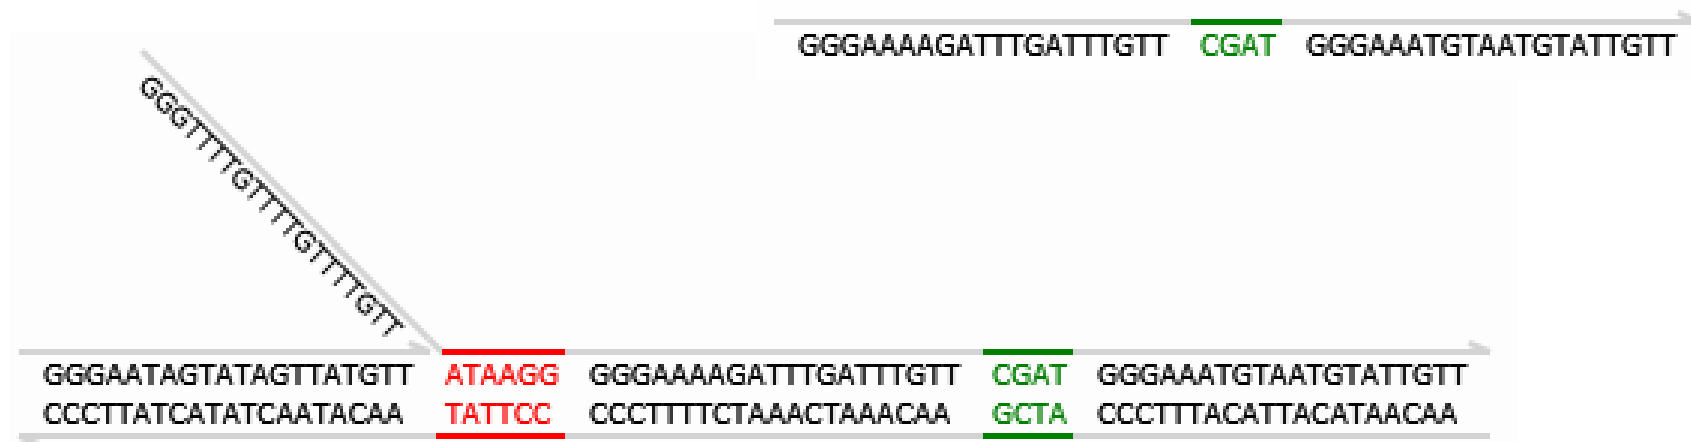 GGGAAAAGATTTGATTTGTT CGAT GGGAAATGTAATGTATTGTT
GGGTTTTGTTTTGTTTTGTT
GGGAATAGTATAGTTATGTT ATAAGG GGGAAAAGATTTGATTTGTT CGAT GGGAAATGTAATGTATTGTT
CCCTTATCATATCAATACAA TATTCC CCCTTTTCTAAACTAAACAA GCTA CCCTTTACATTACATAACAA